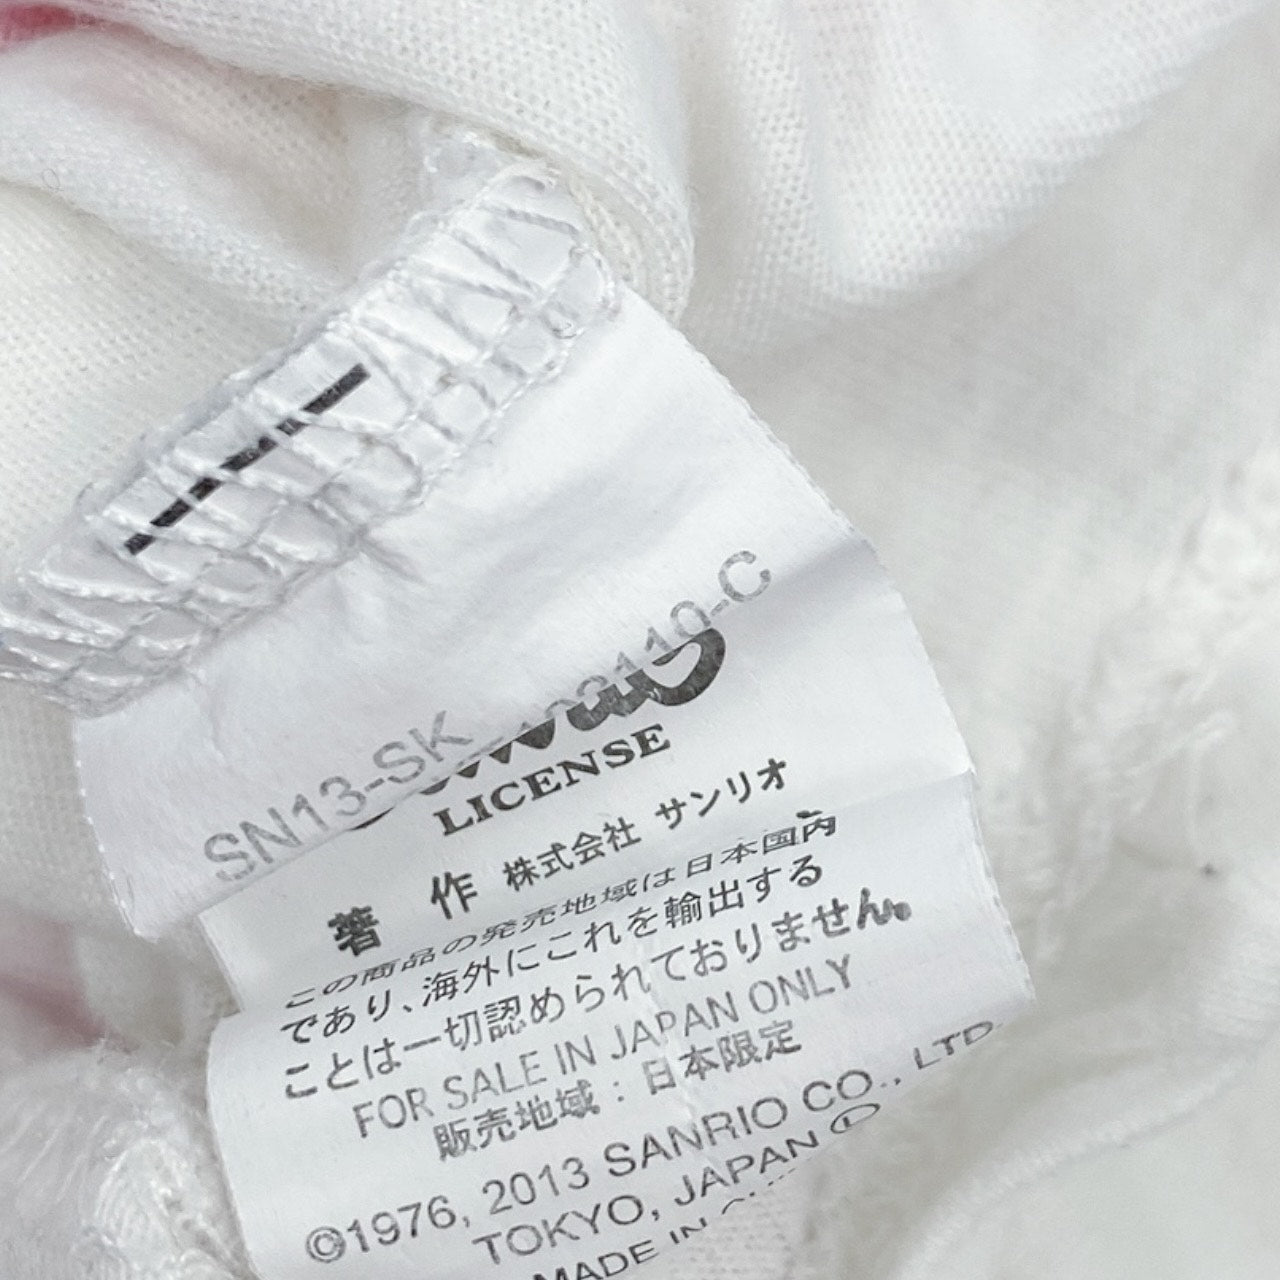 SN13-SK 103110-C
LICENSE
著 作 株式会社 サンリオ
この商品の発売地域は日本国内
であり、海外にこれを輸出する
ことは一切認められておりません。
FOR SALE IN JAPAN ONLY
販売地域：日本限定
©1976, 2013 SANRIO CO., LTD.
TOKYO, JAPAN Ⓛ
MADE IN